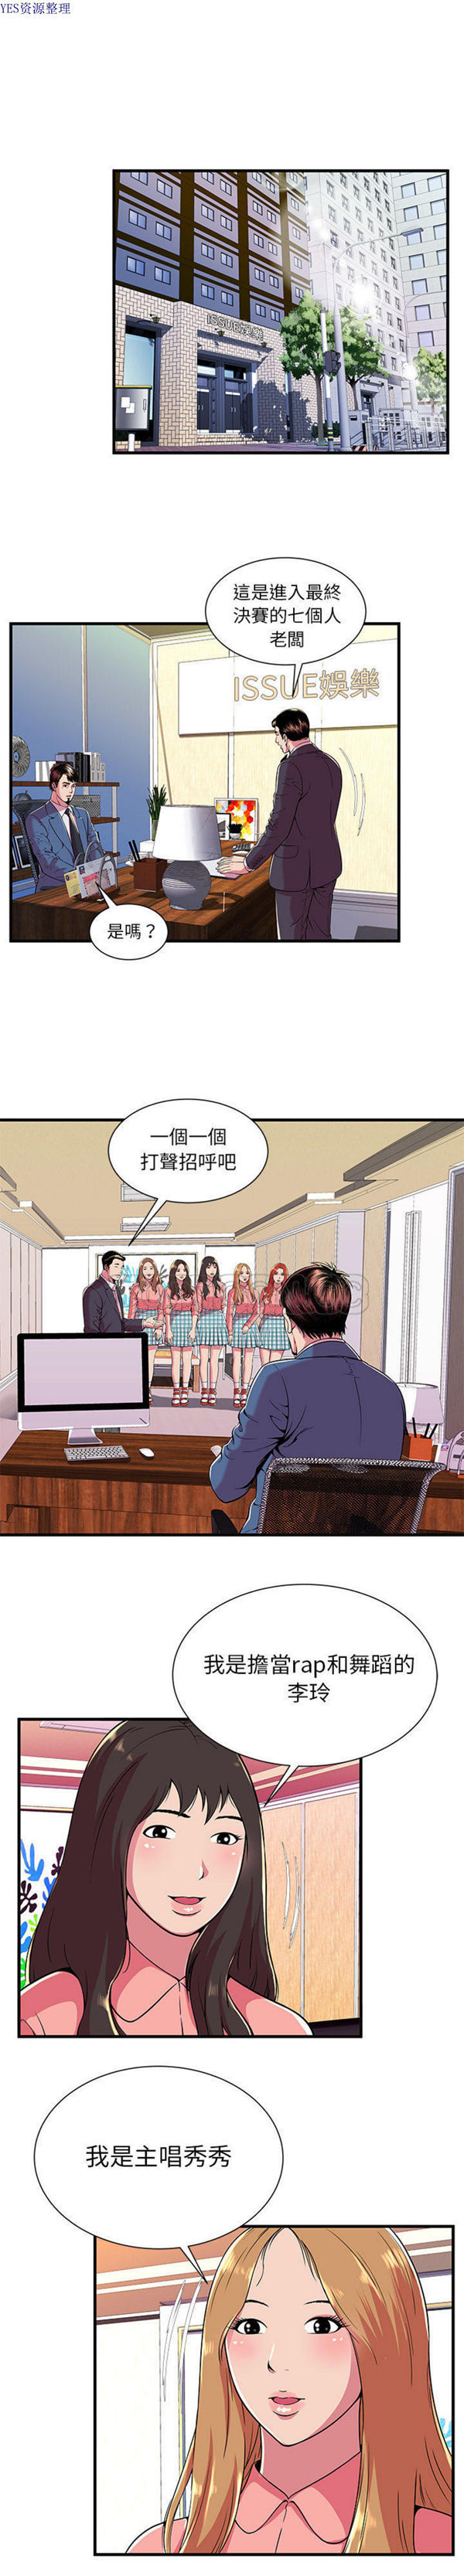 YES资源整理
ISSUE娛樂
這是進入最終
決賽的七個人
老闆
ISSUE娛樂
是嗎？
一個一個
打聲招呼吧
我是擔當rap和舞蹈的
李玲
我是主唱秀秀